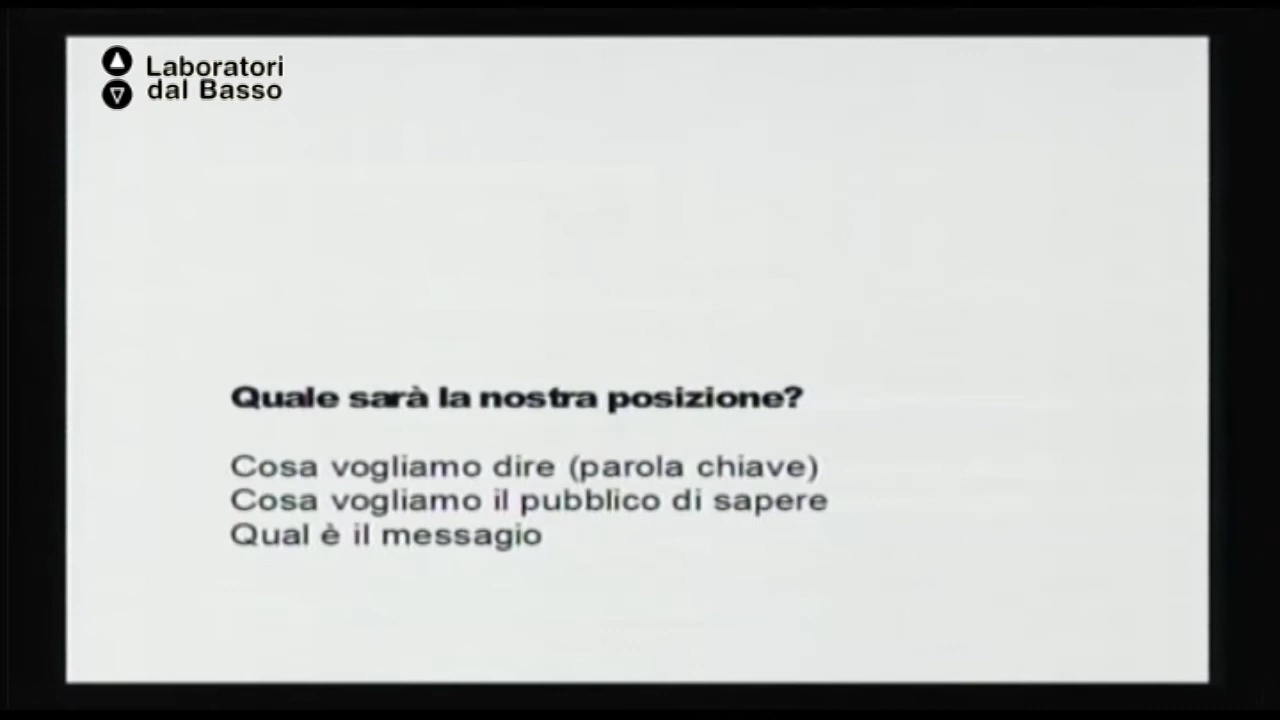 Laboratori
dal Basso
Quale sarà la nostra posizione?
Cosa vogliamo dire (parola chiave)
Cosa vogliamo il pubblico di sapere
Qual è il messagio